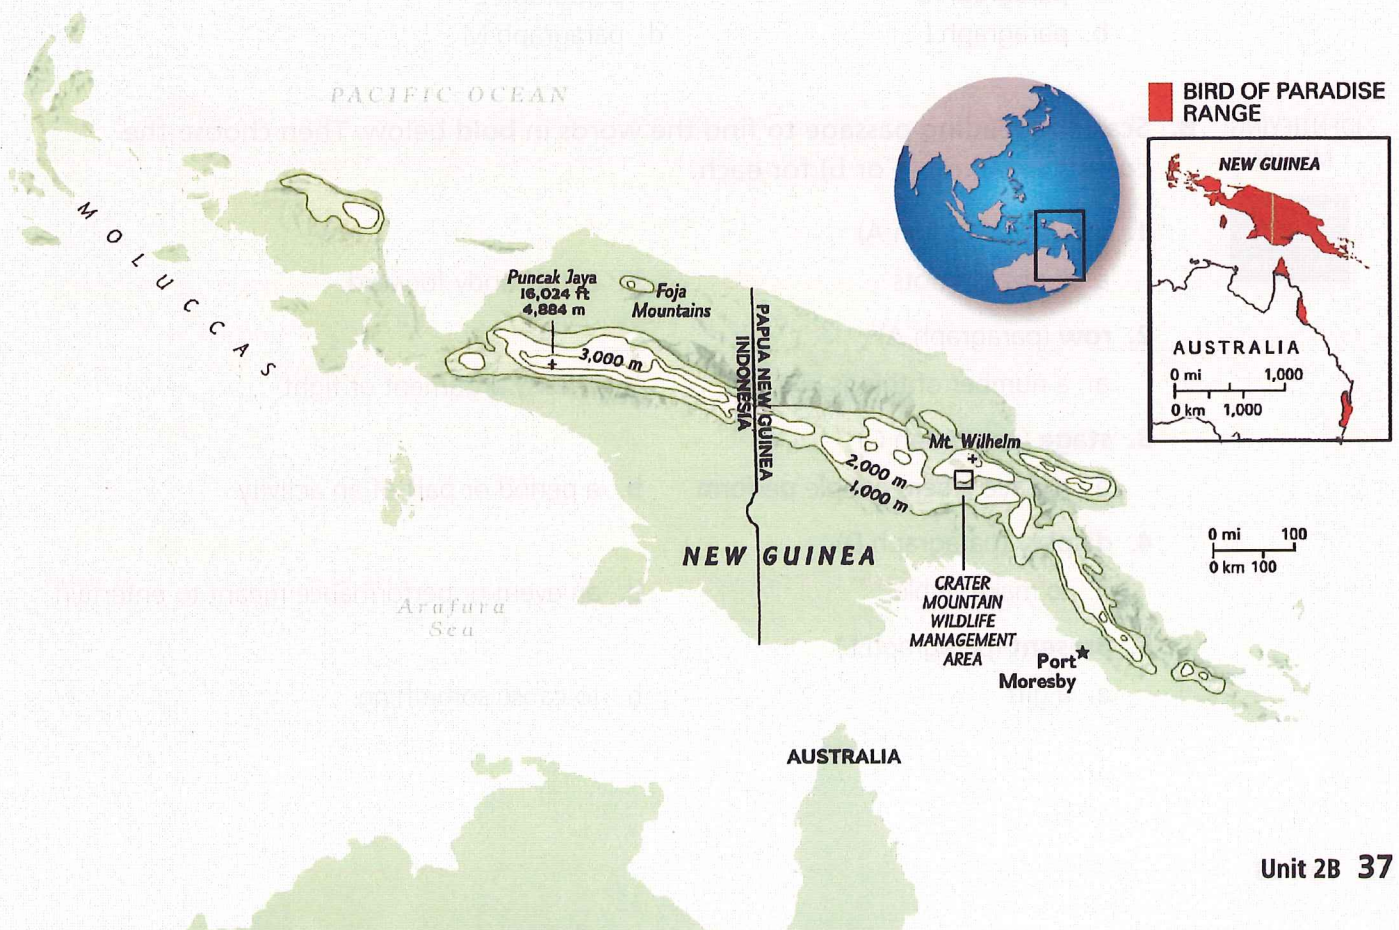 PACIFIC OCEAN
MOLUCCAS
Puncak Jaya
16,024 ft
4,884 m
Foja
Mountains
3,000 m
INDONESIA
PAPUA NEW GUINEA
Mt. Wilhelm
2,000 m
1,000 m
NEW GUINEA
Arafura
Sea
CRATER
MOUNTAIN
WILDLIFE
MANAGEMENT
AREA
Port
Moresby
AUSTRALIA
BIRD OF PARADISE
RANGE
NEW GUINEA
AUSTRALIA
0 mi 1,000
0 km 1,000
0 mi 100
0 km 100
Unit 2B 37